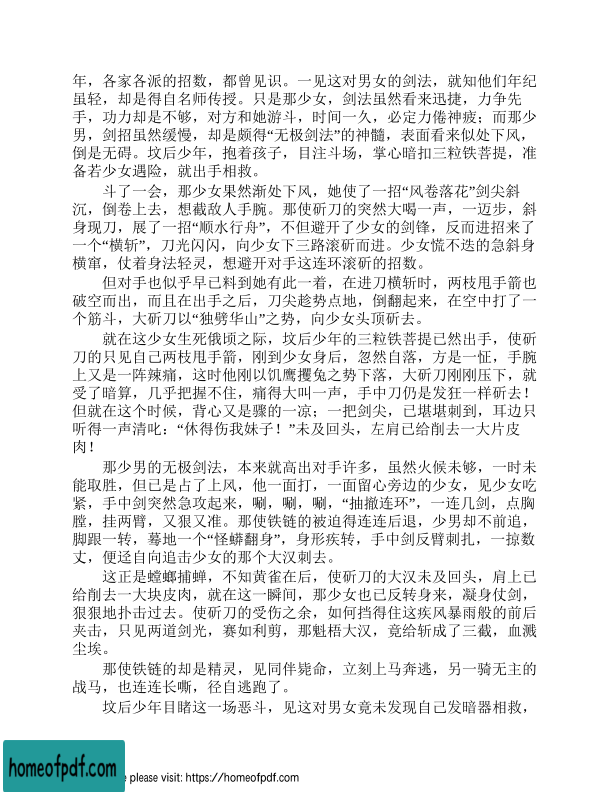 年，各家各派的招数，都曾见识。一见这对男女的剑法，就知他们年纪
虽轻，却是得自名师传授。只是那少女，剑法虽然看来迅捷，力争先
手，功力却是不够，对方和她游斗，时间一久，必定力倦神疲；而那少
男，剑招虽然缓慢，却是颇得“无极剑法”的神髓，表面看来似处下风，
倒是无碍。坟后少年，抱着孩子，目注斗场，掌心暗扣三粒铁菩提，准
备若少女遇险，就出手相救。
斗了一会，那少女果然渐处下风，她使了一招“风卷落花”剑尖斜
沉，倒卷上去，想截敌人手腕。那使斫刀的突然大喝一声，一迈步，斜
身现刀，展了一招“顺水行舟”，不但避开了少女的剑锋，反而进招来了
一个“横斩”，刀光闪闪，向少女下三路滚斫而进。少女慌不迭的急斜身
横窜，仗着身法轻灵，想避开对手这连环滚斫的招数。
但对手也似乎早已料到她有此一着，在进刀横斩时，两枝甩手箭也
破空而出，而且在出手之后，刀尖趁势点地，倒翻起来，在空中打了一
个筋斗，大斫刀以“独劈华山”之势，向少女头顶斫去。
就在这少女生死俄顷之际，坟后少年的三粒铁菩提已然出手，使斫
刀的只见自己两枝甩手箭，刚到少女身后，忽然自落，方是一怔，手腕
上又是一阵辣痛，这时他刚以饥鹰攫兔之势下落，大斫刀刚刚压下，就
受了暗算，几乎把握不住，痛得大叫一声，手中刀仍是发狂一样斫去！
但就在这个时候，背心又是骤的一凉；一把剑尖，已堪堪刺到，耳边只
听得一声清叱：“休得伤我妹子！”未及回头，左肩已给削去一大片皮
肉！
那少男的无极剑法，本来就高出对手许多，虽然火候未够，一时未
能取胜，但已是占了上风，他一面打，一面留心旁边的少女，见少女吃
紧，手中剑突然急攻起来，唰，唰，唰，“抽撤连环”，一连几剑，点胸
膛，挂两臂，又狠又准。那使铁链的被迫得连连后退，少男却不前追，
脚跟一转，蓦地一个“怪蟒翻身”，身形疾转，手中剑反臂刺扎，一掠数
丈，便迳自向追击少女的那个大汉刺去。
这正是螳螂捕蝉，不知黄雀在后，使斫刀的大汉未及回头，肩上已
给削去一大块皮肉，就在这一瞬间，那少女也已反转身来，凝身仗剑，
狠狠地扑击过去。使斫刀的受伤之余，如何挡得住这疾风暴雨般的前后
夹击，只见两道剑光，赛如利剪，那魁梧大汉，竟给斩成了三截，血溅
尘埃。
那使铁链的却是精灵，见同伴毙命，立刻上马奔逃，另一骑无主的
战马，也连连长嘶，径自逃跑了。
坟后少年目睹这一场恶斗，见这对男女竟未发现自己发暗器相救，
homeofpdf.com
e please visit: https://homeofpdf.com